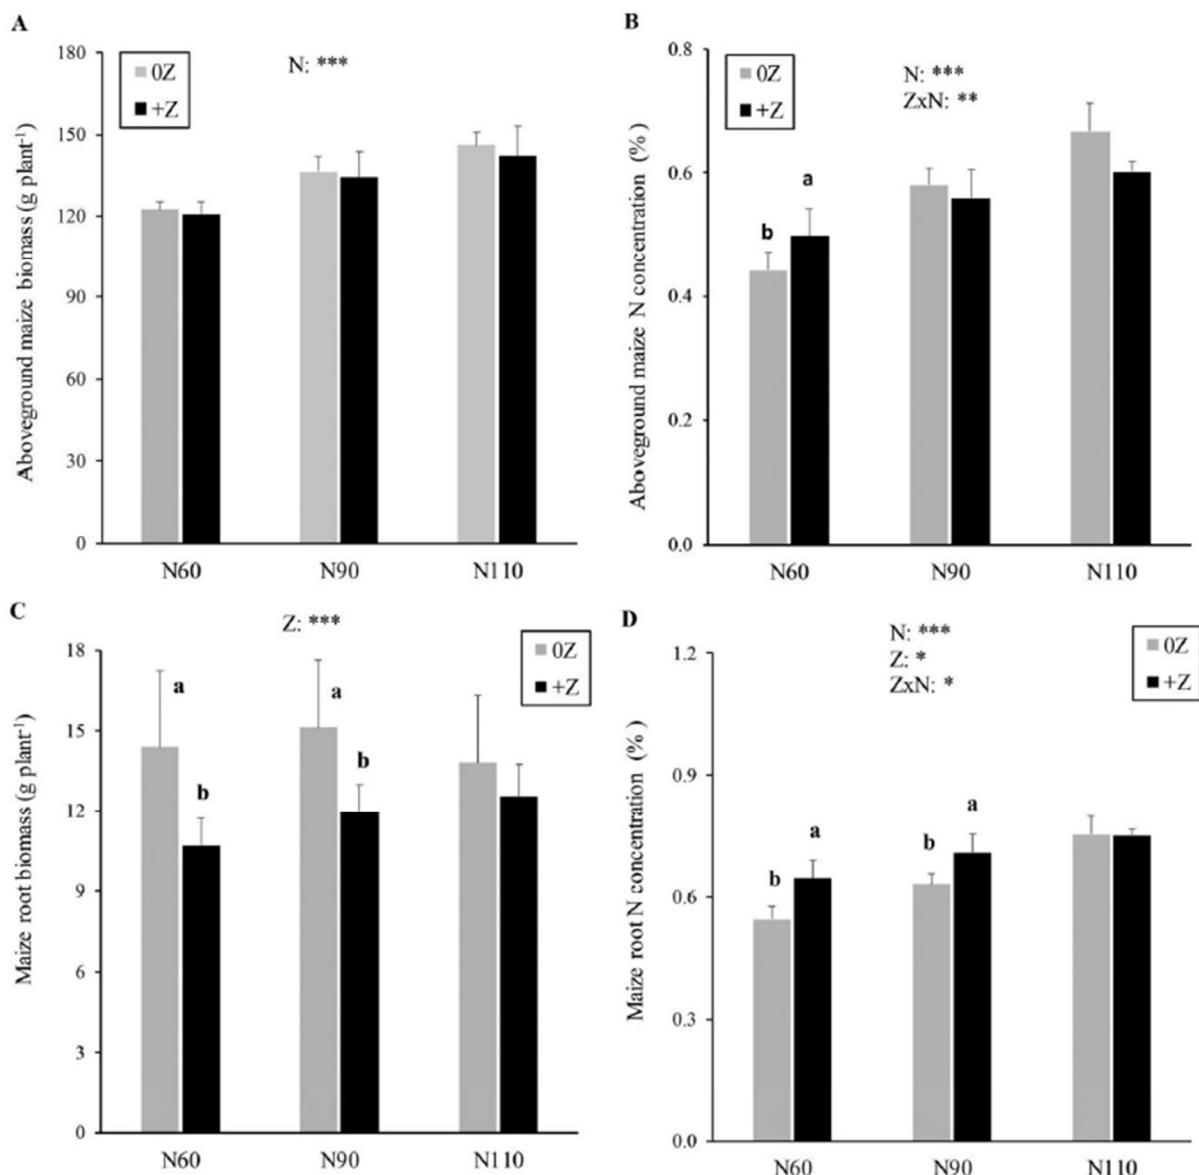 A
Aboveground maize biomass (g plant⁻¹)
180
150
120
90
60
30
0
0Z
+Z
N: ***
N60 N90 N110
B
Aboveground maize N concentration (%)
0.8
0.6
0.4
0.2
0.0
0Z
+Z
N: ***
ZxN: **
b a
N60 N90 N110
C
Maize root biomass (g plant⁻¹)
18
15
12
9
6
3
0
Z: ***
0Z
+Z
a b a b
N60 N90 N110
D
Maize root N concentration (%)
1.2
0.9
0.6
0.3
0.0
N: ***
Z: *
ZxN: *
0Z
+Z
b a b a
N60 N90 N110